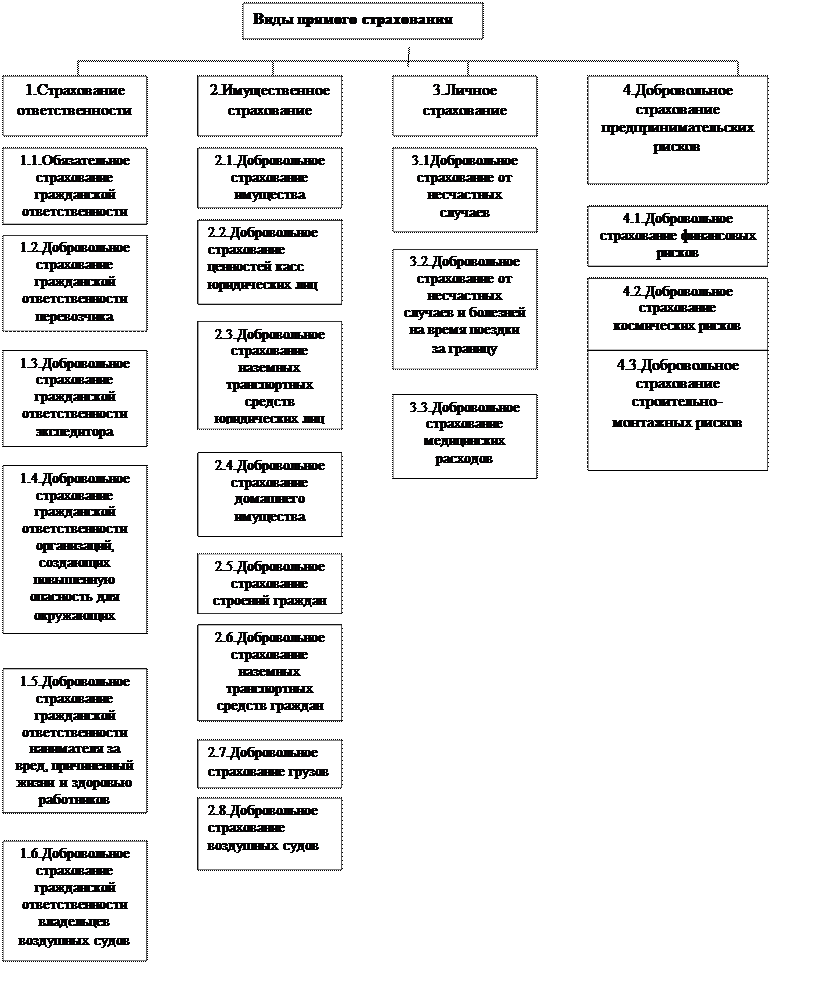 Виды прямого страхования
1.Страхование
ответственности
1.1.Обязательное
страхование
гражданской
ответственности
1.2.Добровольное
страхование
гражданской
ответственности
перевозчика
1.3.Добровольное
страхование
гражданской
ответственности
экспедитора
1.4.Добровольное
страхование
гражданской
ответственности
организаций,
создающих
повышенную
опасность для
окружающих
1.5.Добровольное
страхование
гражданской
ответственности
нанимателя за
вред, причиненный
жизни и здоровью
работников
1.6.Добровольное
страхование
гражданской
ответственности
владельцев
воздушных судов
2.Имущественное
страхование
2.1.Добровольное
страхование
имущества
2.2.Добровольное
страхование
ценностей касс
юридических лиц
2.3.Добровольное
страхование
наземных
транспортных
средств
юридических лиц
2.4.Добровольное
страхование
домашнего
имущества
2.5.Добровольное
страхование
строений граждан
2.6.Добровольное
страхование
наземных
транспортных
средств граждан
2.7.Добровольное
страхование грузов
2.8.Добровольное
страхование
воздушных судов
3.Личное
страхование
3.1Добровольное
страхование от
несчастных
случаев
3.2.Добровольное
страхование от
несчастных
случаев и болезней
на время поездки
за границу
3.3.Добровольное
страхование
медицинских
расходов
4.Добровольное
страхование
предпринимательских
рисков
4.1.Добровольное
страхование финансовых
рисков
4.2.Добровольное
страхование
космических рисков
4.3.Добровольное
страхование
строительно-
монтажных рисков